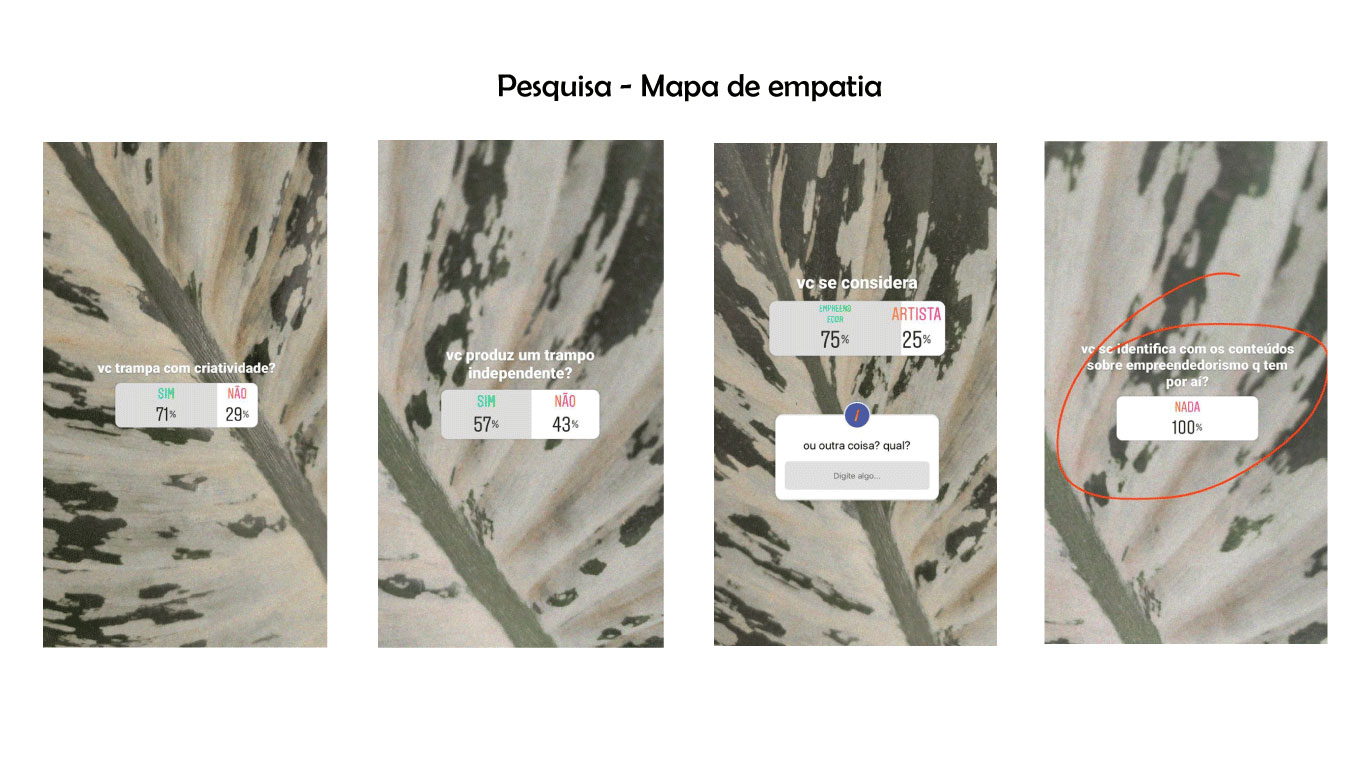 Pesquisa - Mapa de empatia
vc trampa com criatividade?
SIM NÃO
71% 29%
vc produz um trampo
independente?
SIM NÃO
57% 43%
vc se considera
EMPREEND
EDOR
ARTISTA
75% 25%
i
ou outra coisa? qual?
Digite algo...
vc se identifica com os conteúdos
sobre empreendedorismo q tem
por aí?
NADA
100%